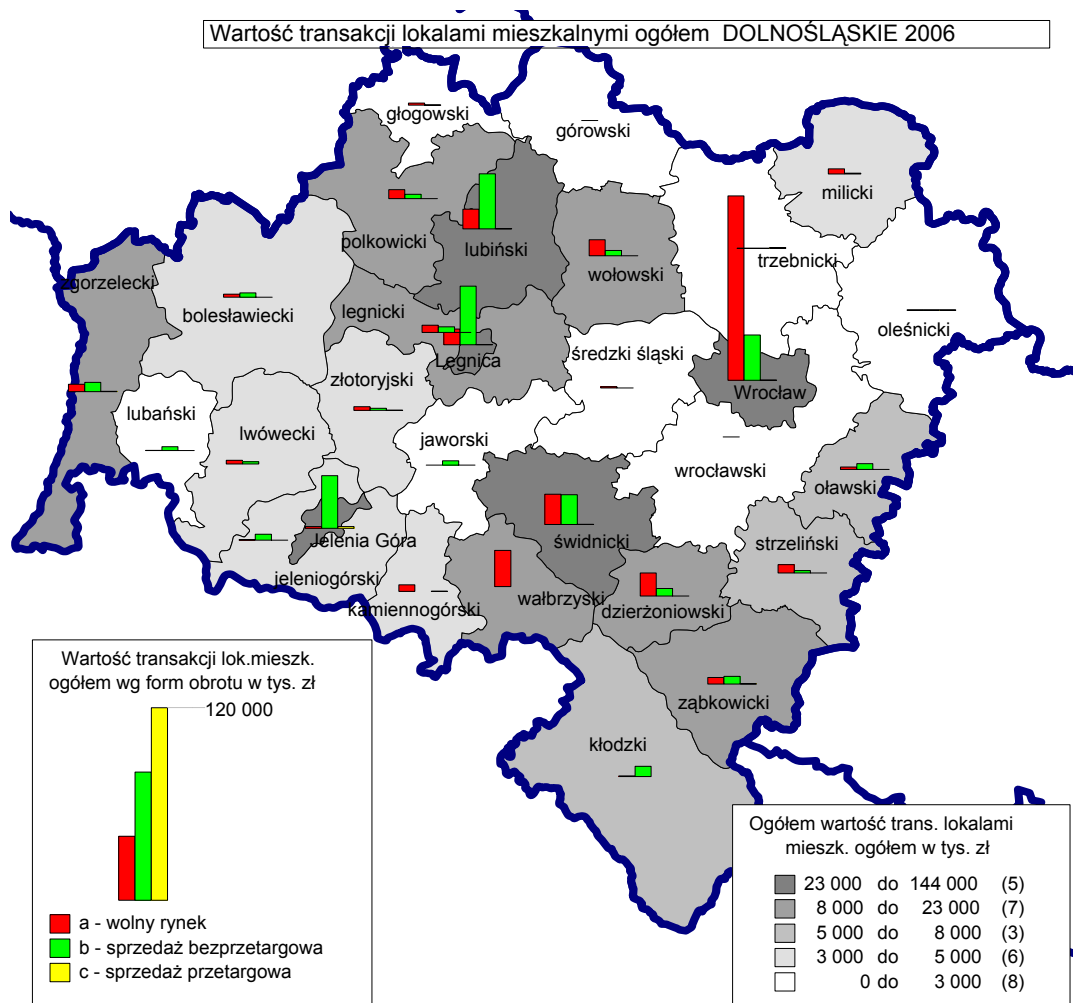 Wartość transakcji lokalami mieszkalnymi ogółem DOLNOŚLĄSKIE 2006
głogowski
górowski
milicki
polkowicki
lubiński
wołowski
trzebnicki
zgorzelecki
bolesławiecki
legnicki
oleśnicki
Legnica
średzki śląski
złotoryjski
Wrocław
lubański
lwówecki
jaworski
wrocławski
oławski
Jelenia Góra
świdnicki
strzeliński
jeleniogórski
wałbrzyski
kamiennogórski
dzierżoniowski
ząbkowicki
kłodzki
Wartość transakcji lok.mieszk.
ogółem wg form obrotu w tys. zł
120 000
a - wolny rynek
b - sprzedaż bezprzetargowa
c - sprzedaż przetargowa
Ogółem wartość trans. lokalami
mieszk. ogółem w tys. zł
23 000 do 144 000 (5)
8 000 do 23 000 (7)
5 000 do 8 000 (3)
3 000 do 5 000 (6)
0 do 3 000 (8)